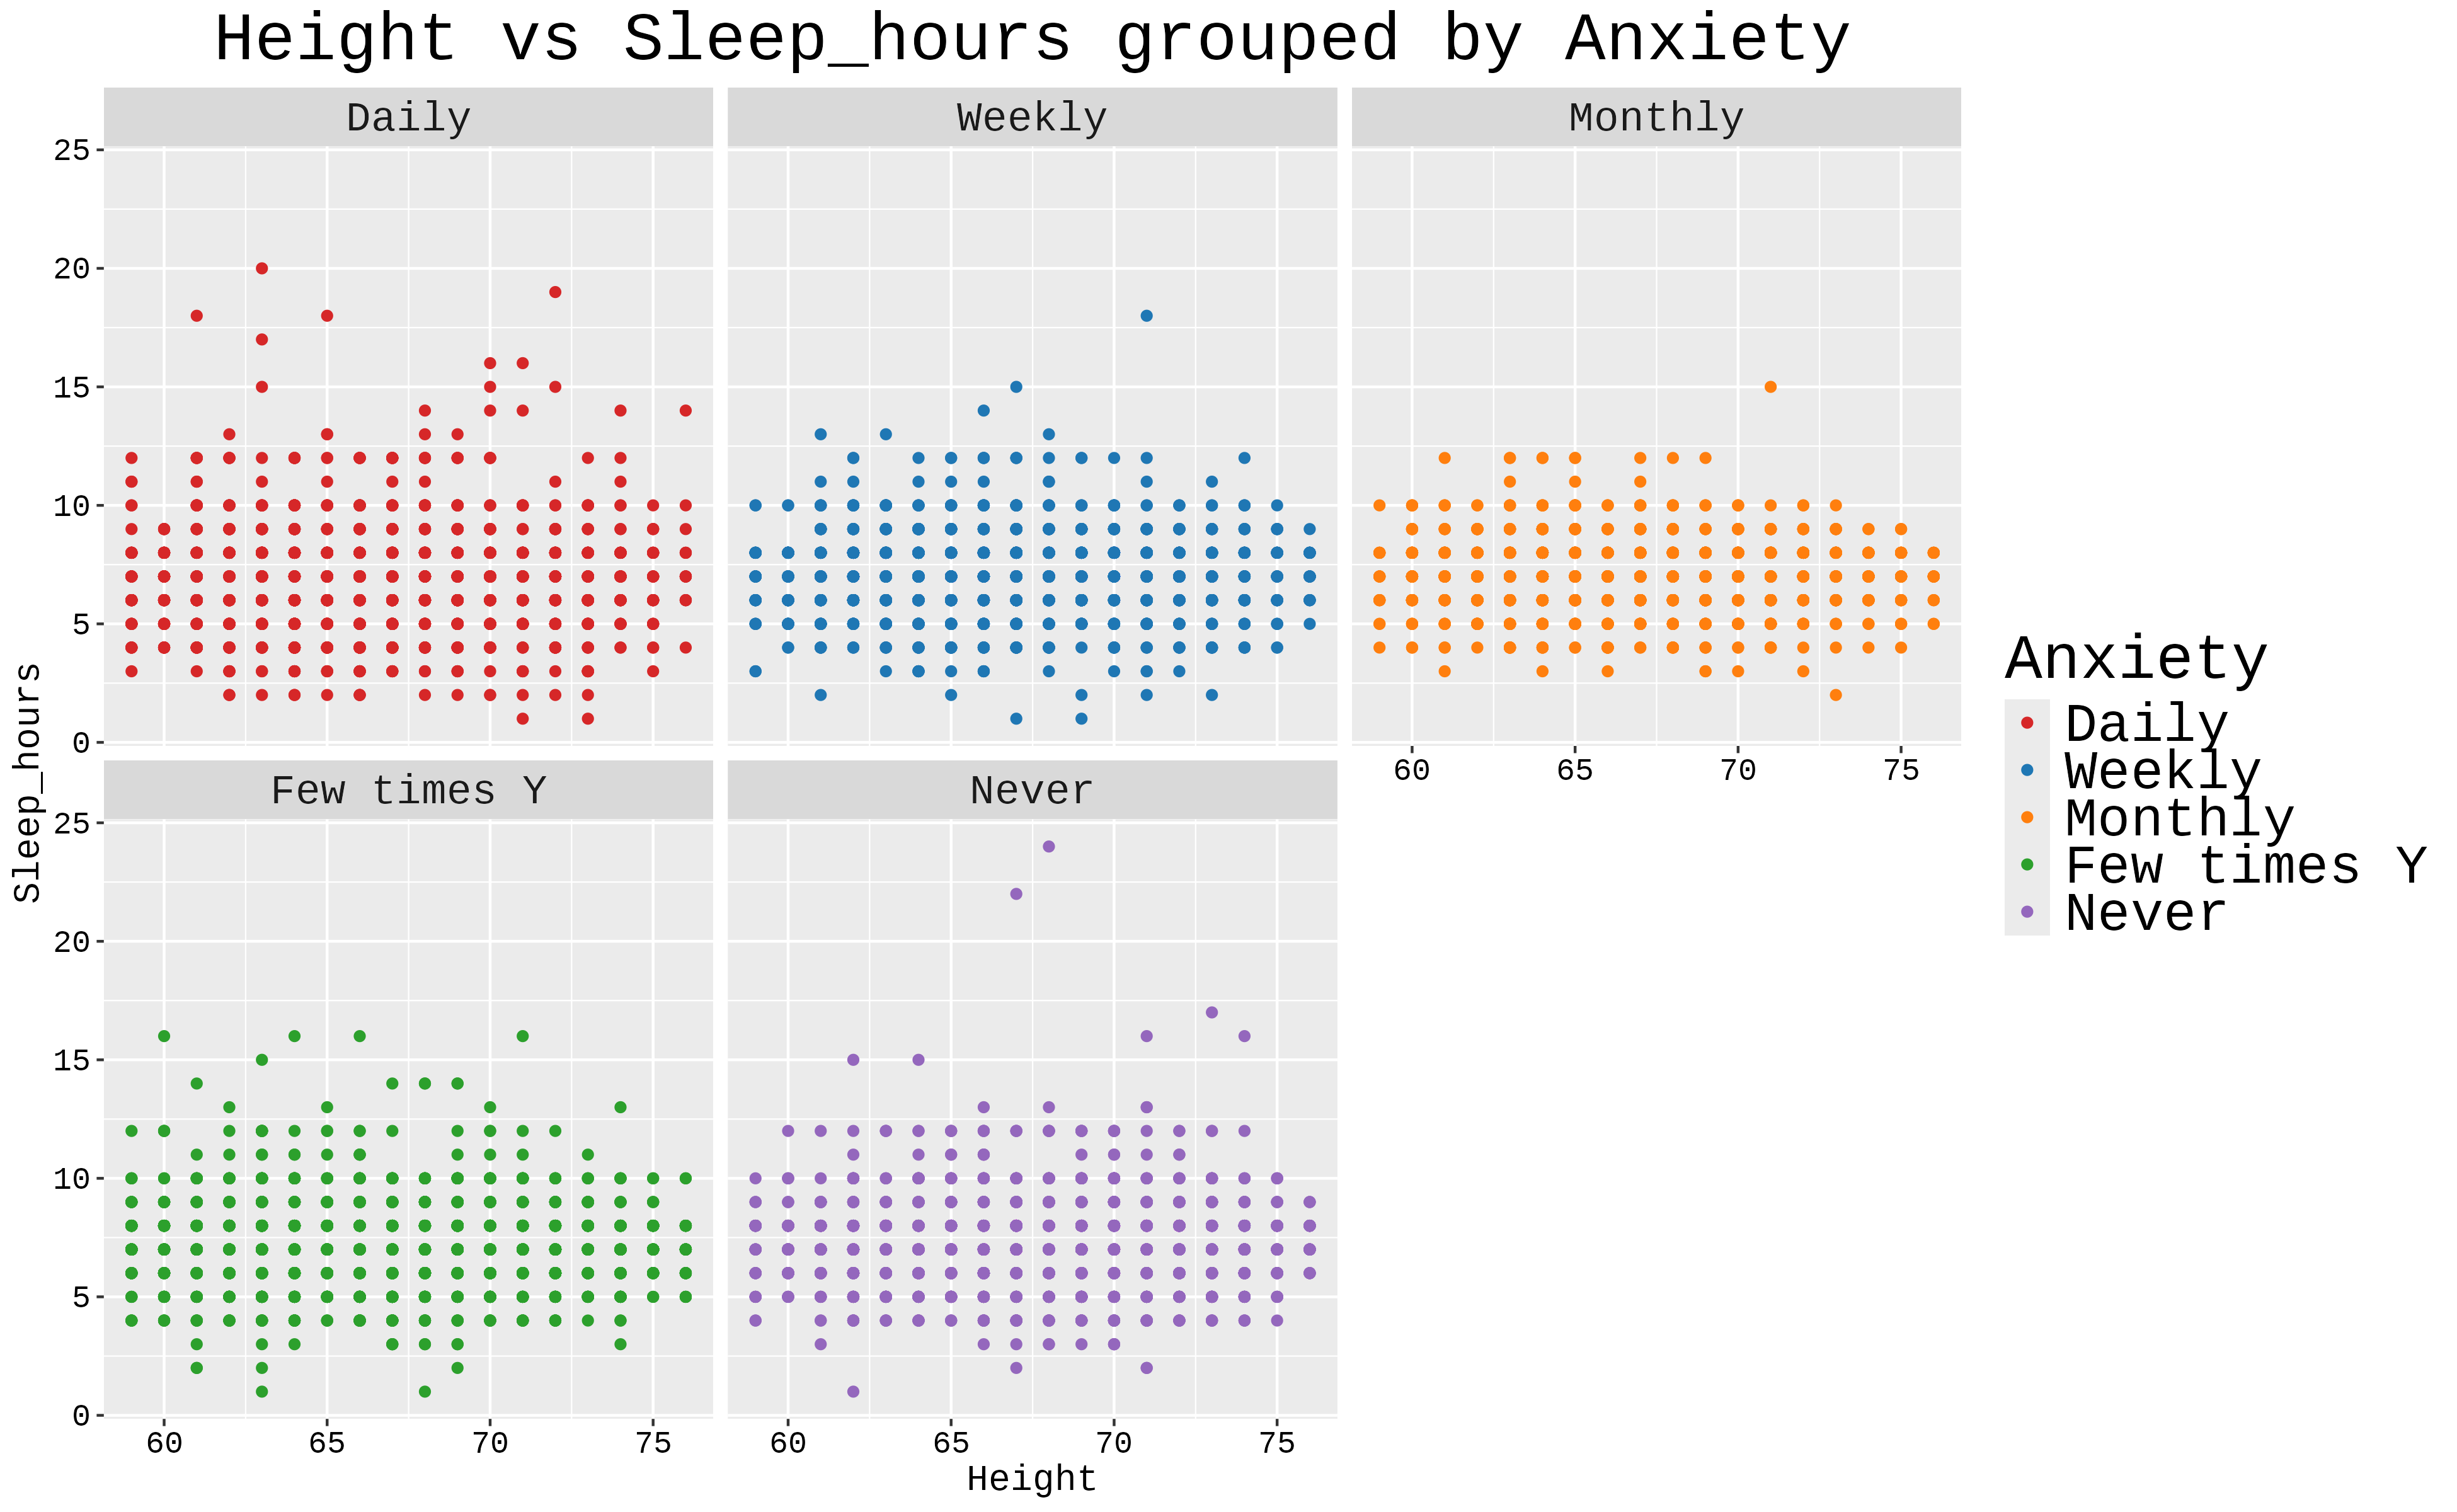 Height vs Sleep_hours grouped by Anxiety
Daily
Weekly
Monthly
25
20
15
10
5
0
60 65 70 75
Few times Y
Never
25
20
15
10
5
0
60 65 70 75
60 65 70 75
Height
Sleep_hours
Anxiety
Daily
Weekly
Monthly
Few times Y
Never